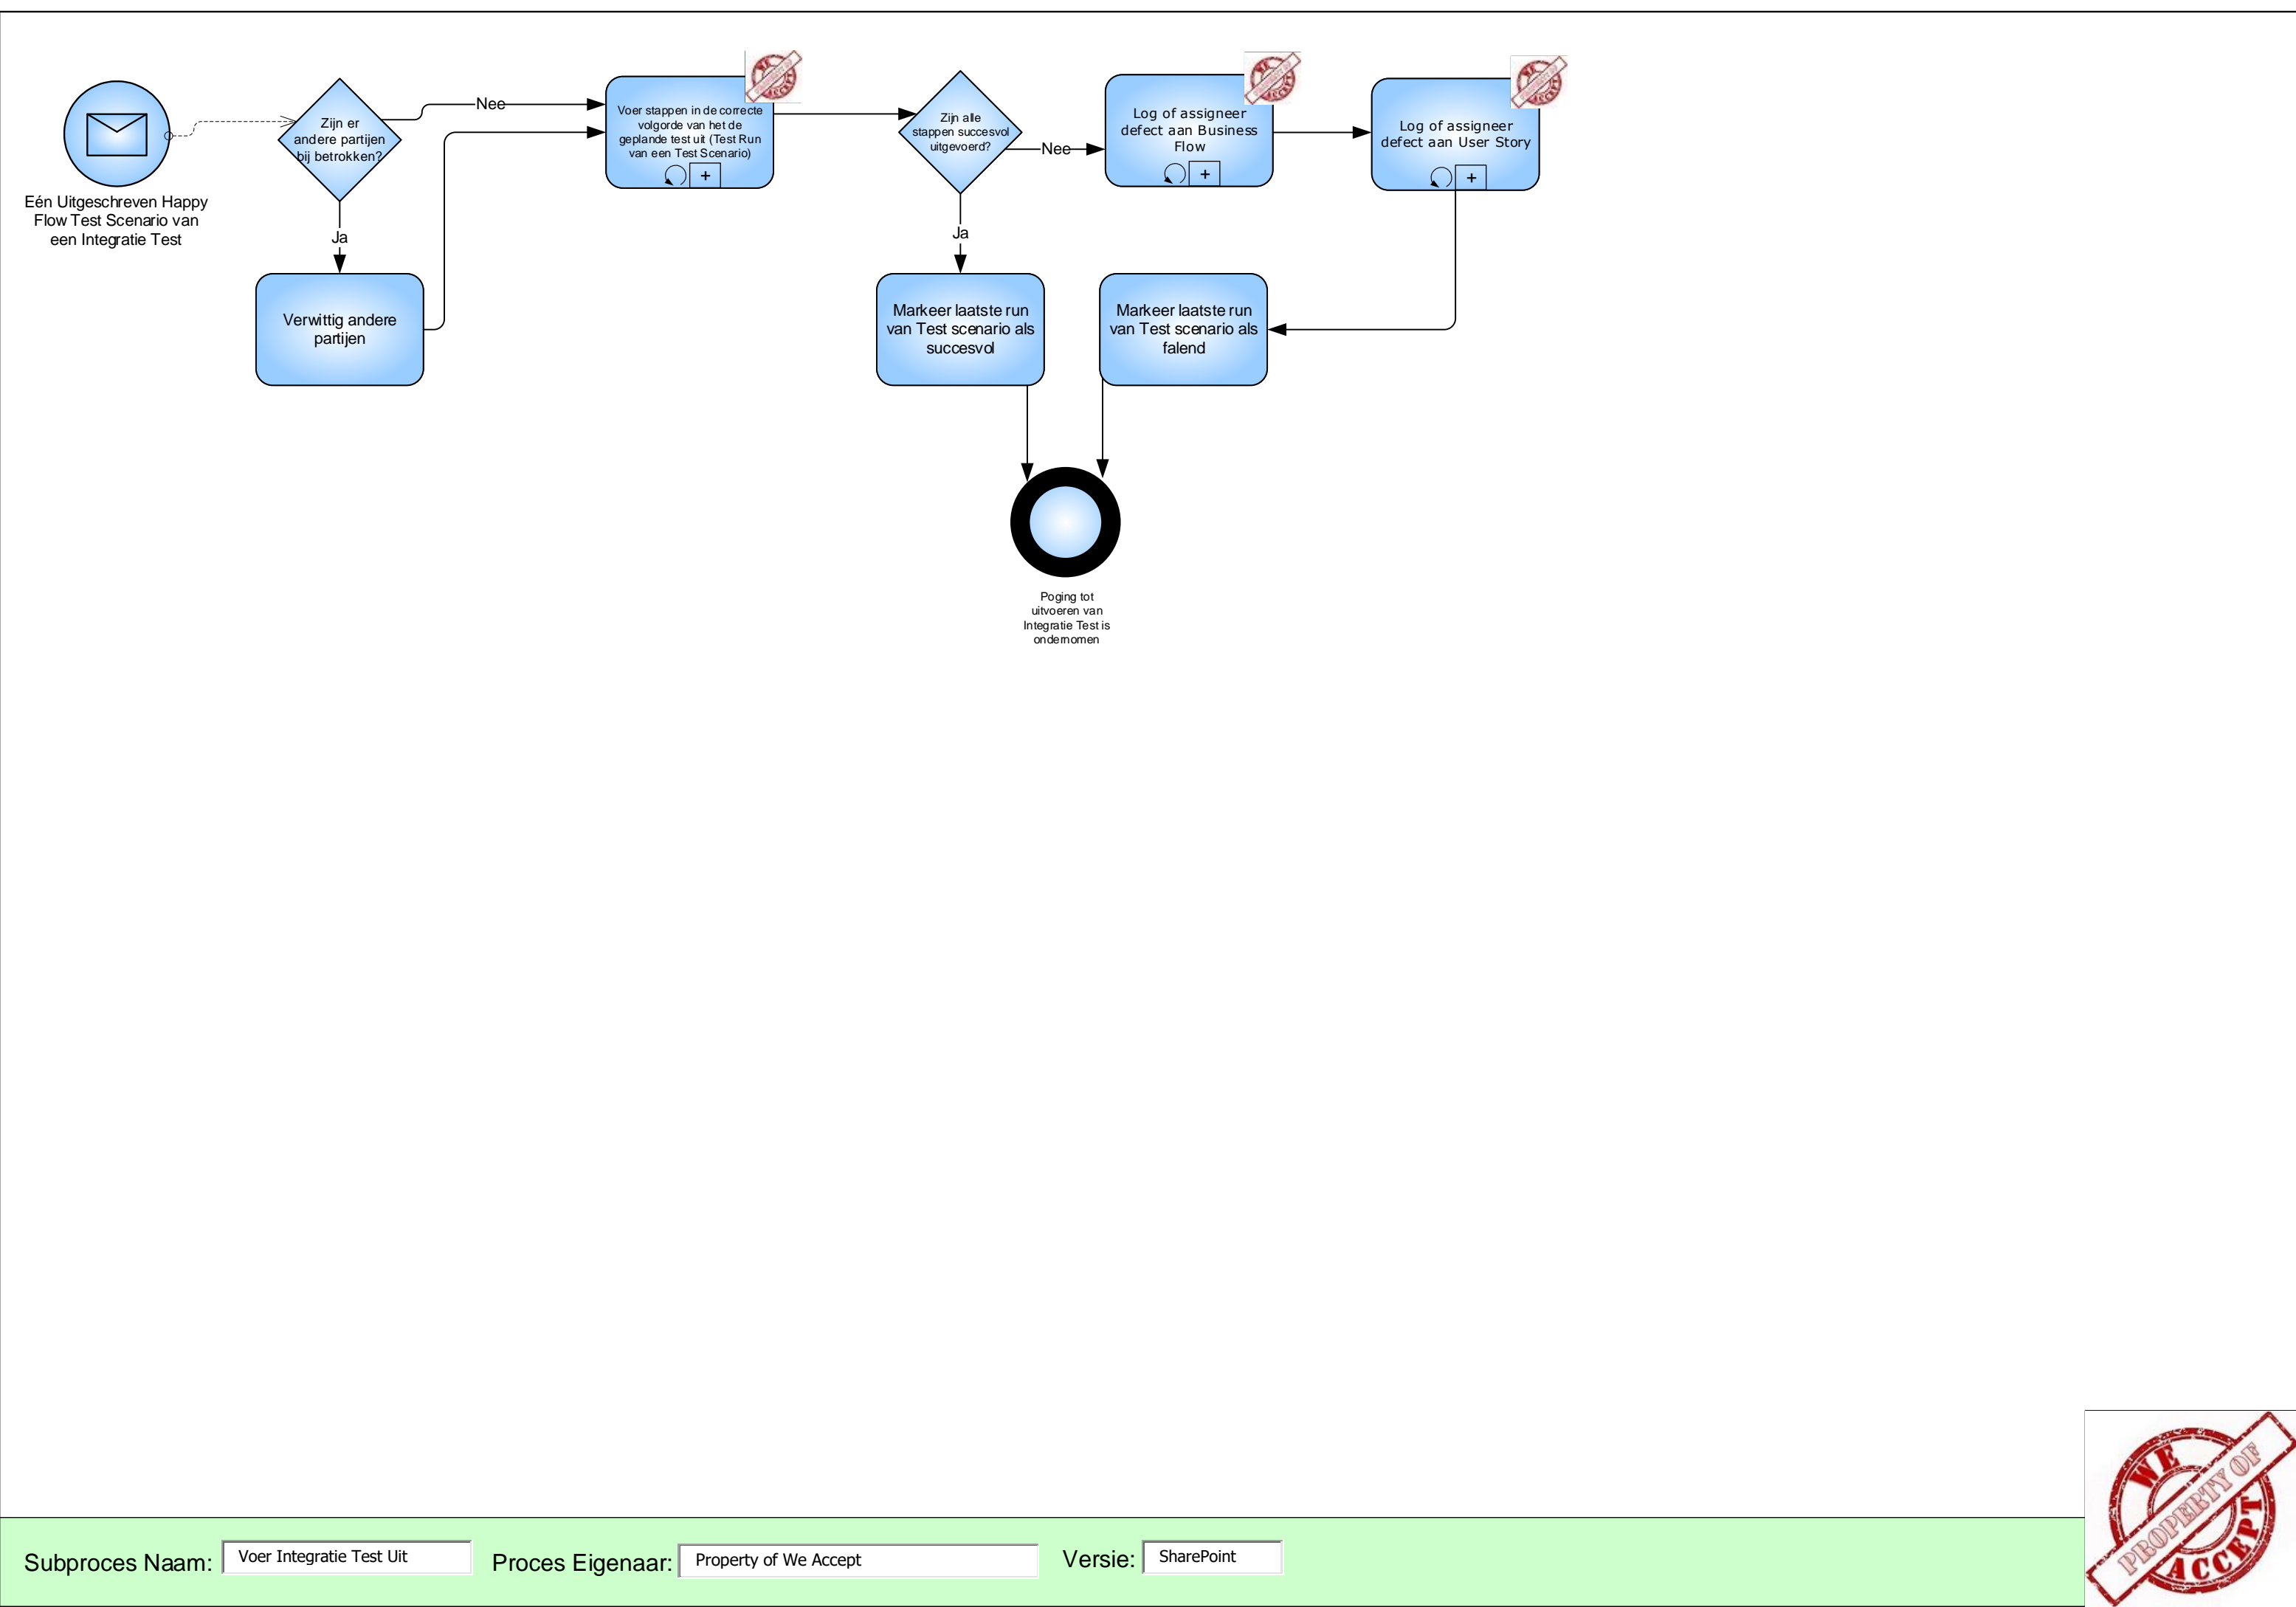 Eén Uitgeschreven Happy
Flow Test Scenario van
een Integratie Test
Zijn er
andere partijen
bij betrokken?
Nee
Ja
Verwittig andere
partijen
Voer stappen in de correcte
volgorde van het de
geplande test uit (Test Run
van een Test Scenario)
+
Zijn alle
stappen succesvol
uitgevoerd?
Nee
Ja
Log of assigneer
defect aan Business
Flow
+
Log of assigneer
defect aan User Story
+
Markeer laatste run
van Test scenario als
succesvol
Markeer laatste run
van Test scenario als
falend
Poging tot
uitvoeren van
Integratie Test is
ondernomen
Subproces Naam: Voer Integratie Test Uit
Proces Eigenaar: Property of We Accept
Versie: SharePoint
WE
PROPERTY OF
ACCEPT